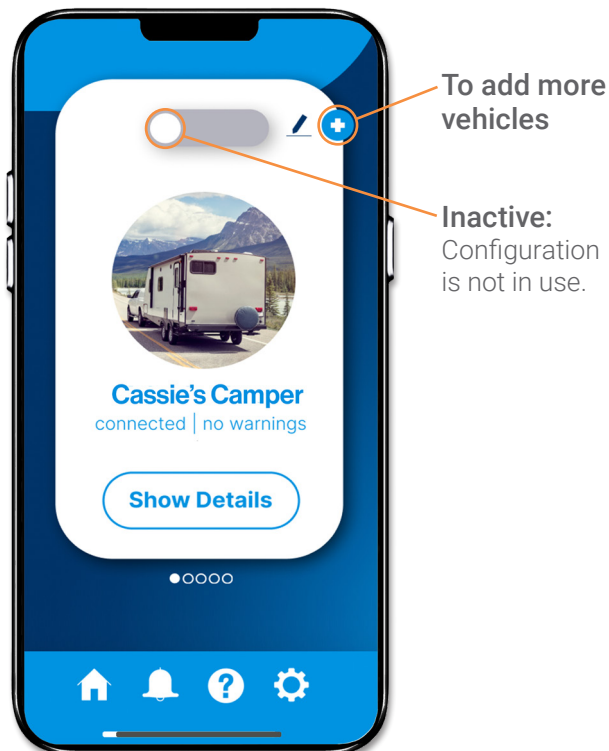 To add more
vehicles
Inactive:
Configuration
is not in use.
Cassie's Camper
connected | no warnings
Show Details